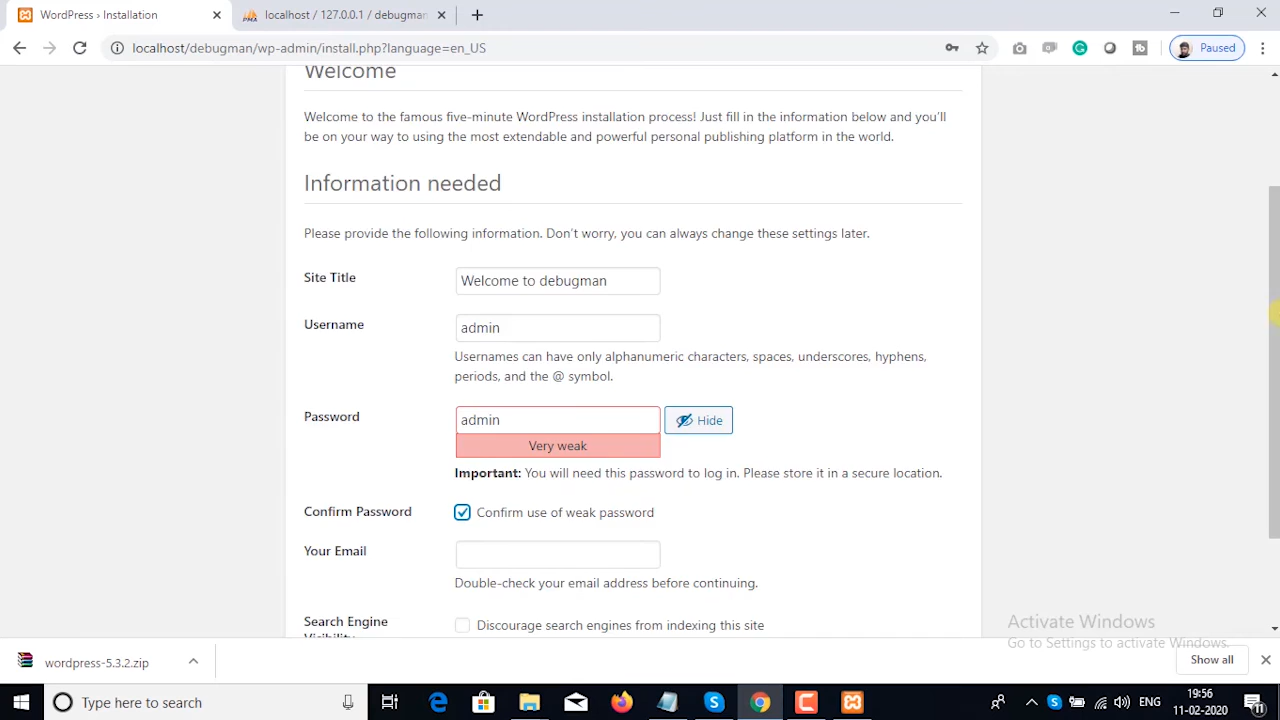 WordPress › Installation
localhost / 127.0.0.1 / debugman
localhost/debugman/wp-admin/install.php?language=en_US
Paused
Welcome
Welcome to the famous five-minute WordPress installation process! Just fill in the information below and you'll
be on your way to using the most extendable and powerful personal publishing platform in the world.
Information needed
Please provide the following information. Don't worry, you can always change these settings later.
Site Title
Welcome to debugman
Username
admin
Usernames can have only alphanumeric characters, spaces, underscores, hyphens,
periods, and the @ symbol.
Password
admin
Hide
Very weak
Important: You will need this password to log in. Please store it in a secure location.
Confirm Password
Confirm use of weak password
Your Email
Double-check your email address before continuing.
Search Engine
Visibility
Discourage search engines from indexing this site
Activate Windows
Go to Settings to activate Windows.
wordpress-5.3.2.zip
Show all
Type here to search
ENG
19:56
11-02-2020